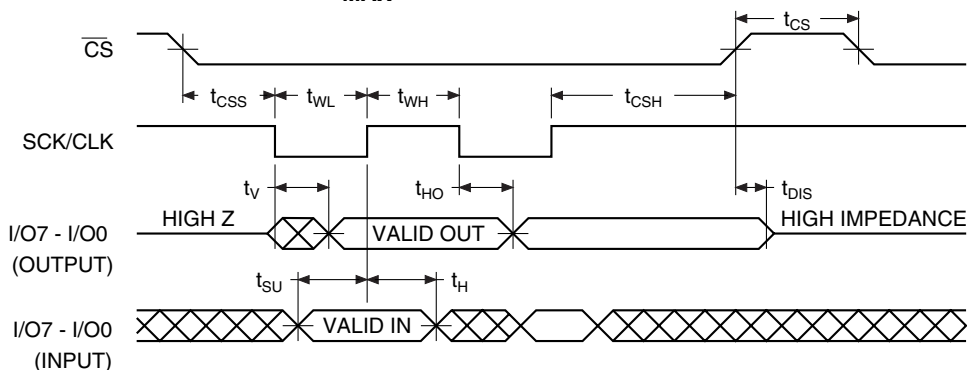 CS
tCS
tCSS
tWL
tWH
tCSH
SCK/CLK
tV
tHO
tDIS
HIGH Z
VALID OUT
HIGH IMPEDANCE
I/O7 - I/O0
(OUTPUT)
tSU
tH
VALID IN
I/O7 - I/O0
(INPUT)